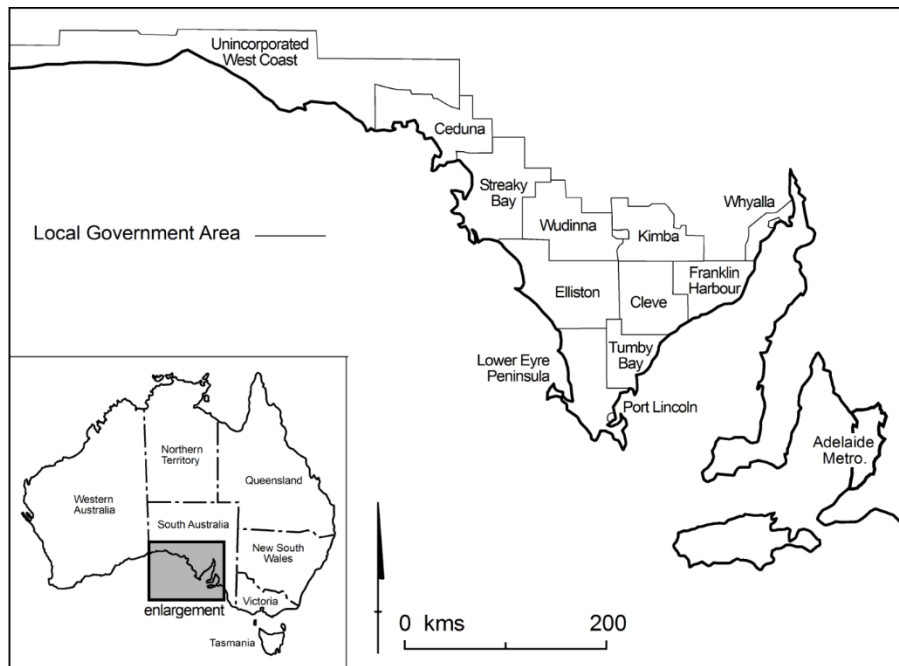 Unincorporated
West Coast
Ceduna
Streaky
Bay
Wudinna
Kimba
Whyalla
Local Government Area
Elliston
Cleve
Franklin
Harbour
Lower Eyre
Peninsula
Tumby
Bay
Port Lincoln
Adelaide
Metro.
Northern
Territory
Queensland
Western
Australia
South Australia
New South
Wales
Victoria
enlargement
Tasmania
0 kms 200